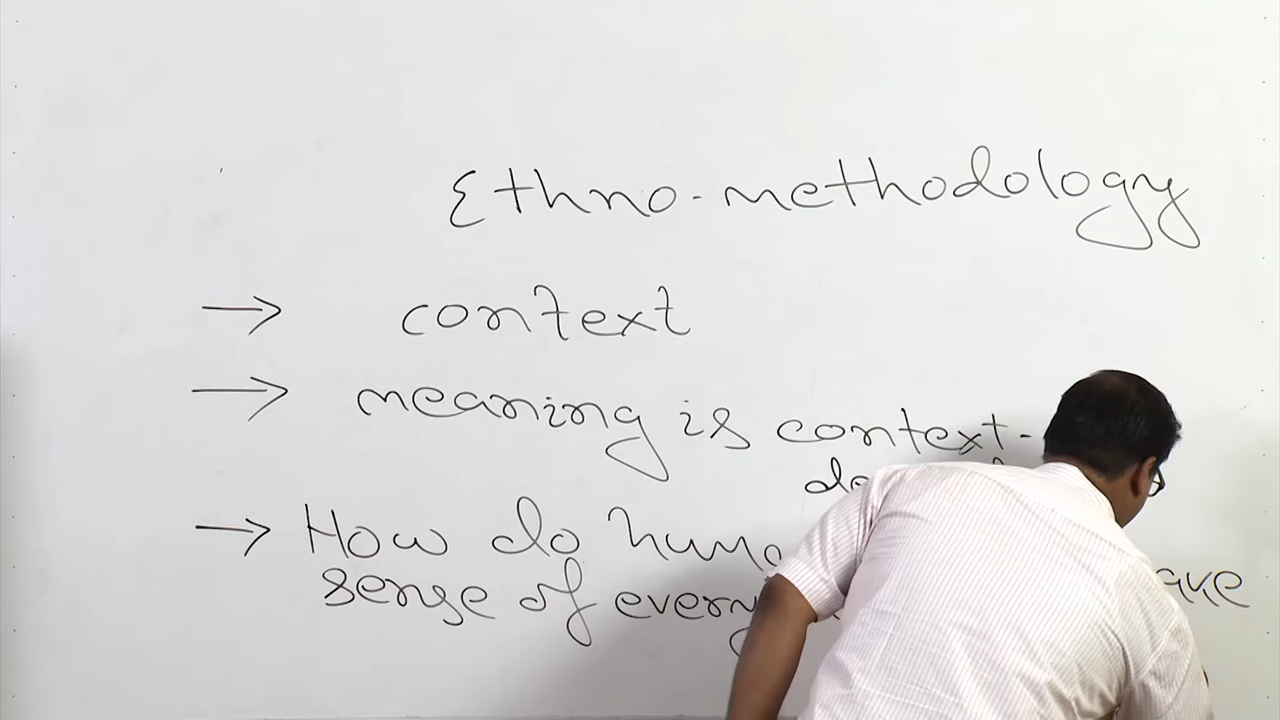 Ethno-methodology
→ context
→ meaning is context-
→ How do
sense of